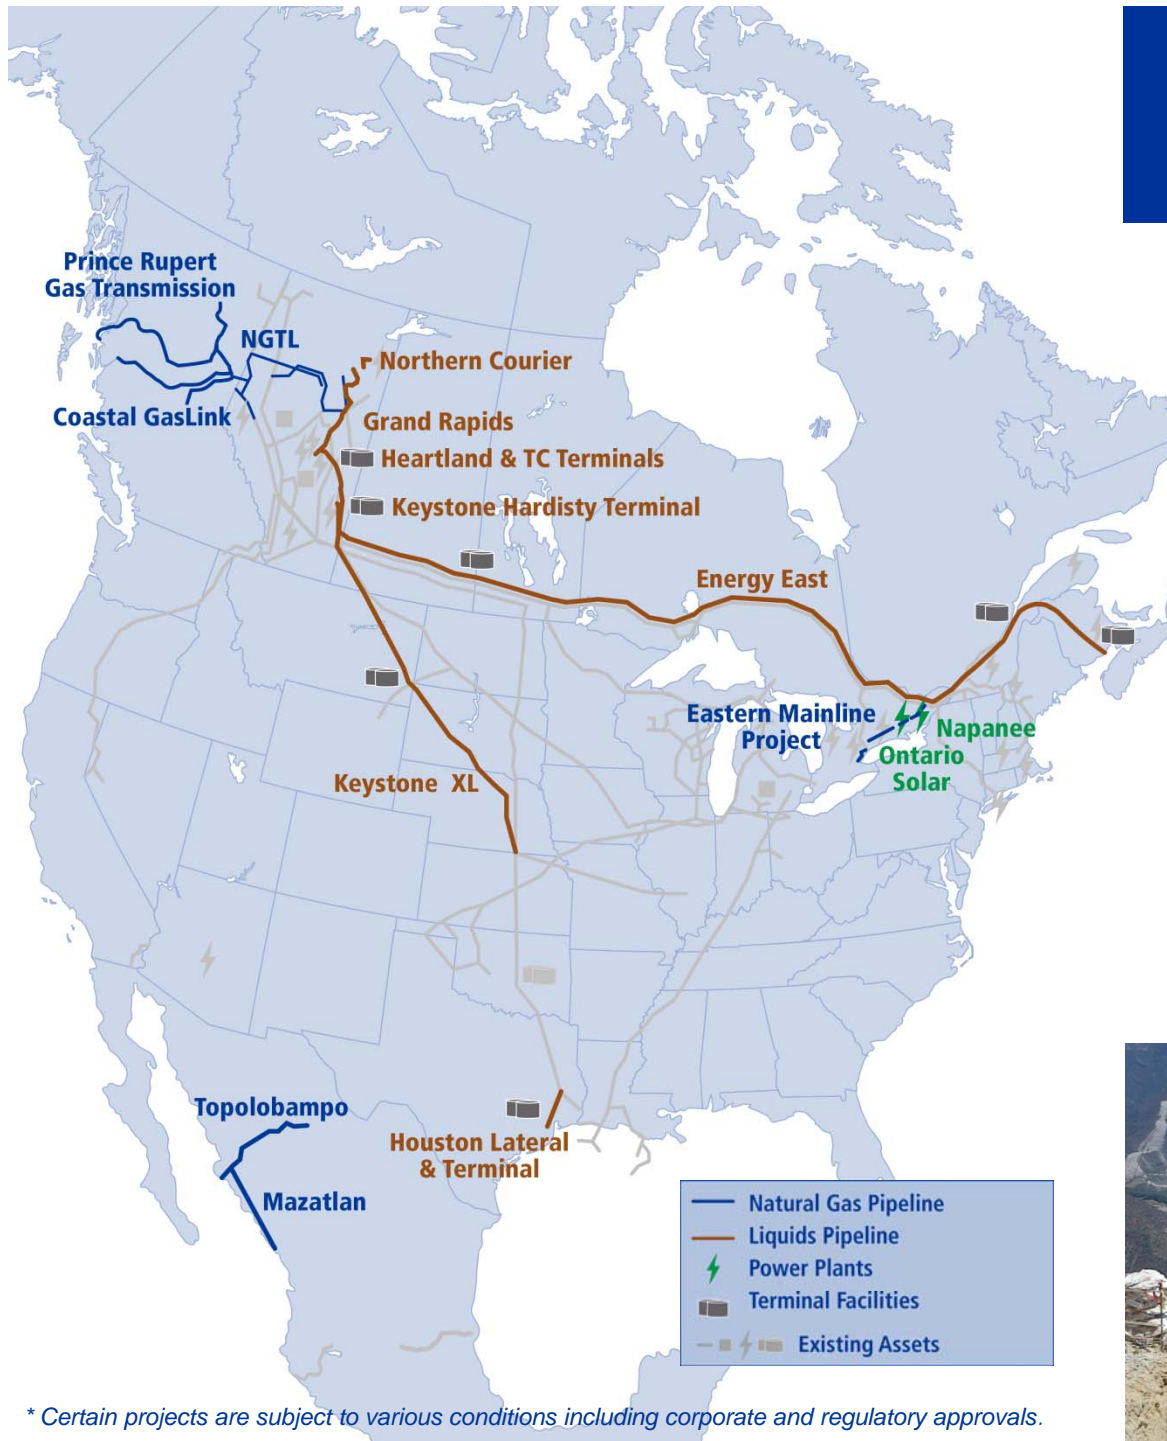 Prince Rupert
Gas Transmission
NGTL
Northern Courier
Coastal GasLink
Grand Rapids
Heartland & TC Terminals
Keystone Hardisty Terminal
Energy East
Eastern Mainline
Project
Napanee
Ontario
Solar
Keystone XL
Topolobampo
Houston Lateral
& Terminal
Mazatlan
Natural Gas Pipeline
Liquids Pipeline
Power Plants
Terminal Facilities
Existing Assets
* Certain projects are subject to various conditions including corporate and regulatory approvals.